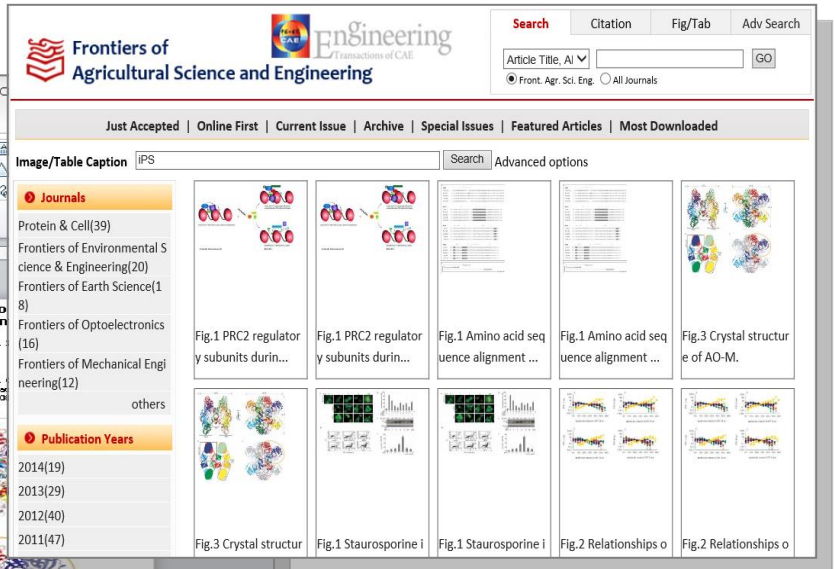 Frontiers of
Agricultural Science and Engineering
CAE
Engineering
Transactions of CAE
Search Citation Fig/Tab Adv Search
Article Title, Al GO
Front. Agr. Sci. Eng. All Journals
Just Accepted | Online First | Current Issue | Archive | Special Issues | Featured Articles | Most Downloaded
Image/Table Caption iPS Search Advanced options
Journals
Protein & Cell(39)
Frontiers of Environmental S
cience & Engineering(20)
Frontiers of Earth Science(1
8)
Frontiers of Optoelectronics
(16)
Frontiers of Mechanical Engi
neering(12)
others
Publication Years
2014(19)
2013(29)
2012(40)
2011(47)
Fig.1 PRC2 regulator
y subunits durin...
Fig.1 PRC2 regulator
y subunits durin...
Fig.1 Amino acid seq
uence alignment ...
Fig.1 Amino acid seq
uence alignment ...
Fig.3 Crystal structur
e of AO-M.
Fig.3 Crystal structur
Fig.1 Staurosporine i
Fig.1 Staurosporine i
Fig.2 Relationships o
Fig.2 Relationships o